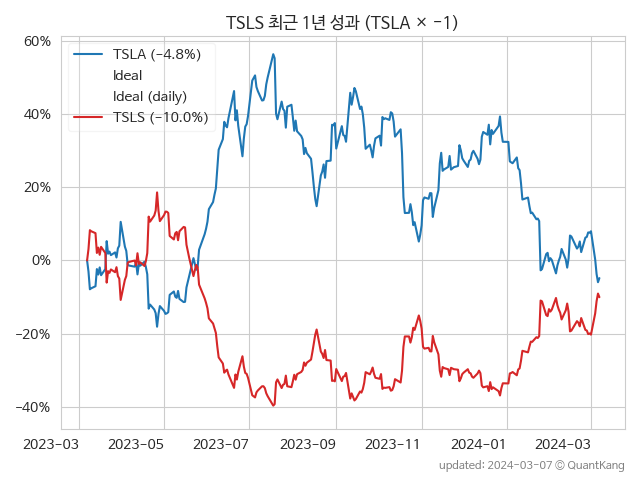 TSLS 최근 1년 성과 (TSLA × −1)
TSLA (−4.8%)
Ideal
Ideal (daily)
TSLS (−10.0%)
60%
40%
20%
0%
−20%
−40%
2023-03
2023-05
2023-07
2023-09
2023-11
2024-01
2024-03
updated: 2024-03-07 © QuantKang